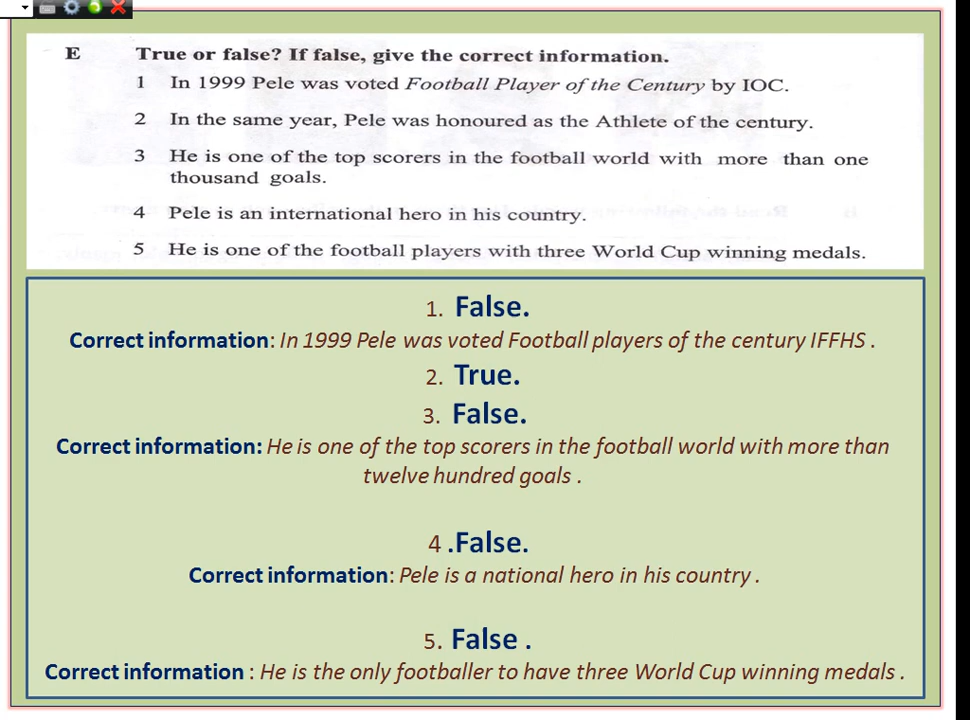 E True or false? If false, give the correct information.
1 In 1999 Pele was voted Football Player of the Century by IOC.
2 In the same year, Pele was honoured as the Athlete of the century.
3 He is one of the top scorers in the football world with more than one
thousand goals.
4 Pele is an international hero in his country.
5 He is one of the football players with three World Cup winning medals.
1. False.
Correct information: In 1999 Pele was voted Football players of the century IFFHS .
2. True.
3. False.
Correct information: He is one of the top scorers in the football world with more than
twelve hundred goals .
4 .False.
Correct information: Pele is a national hero in his country .
5. False .
Correct information : He is the only footballer to have three World Cup winning medals .